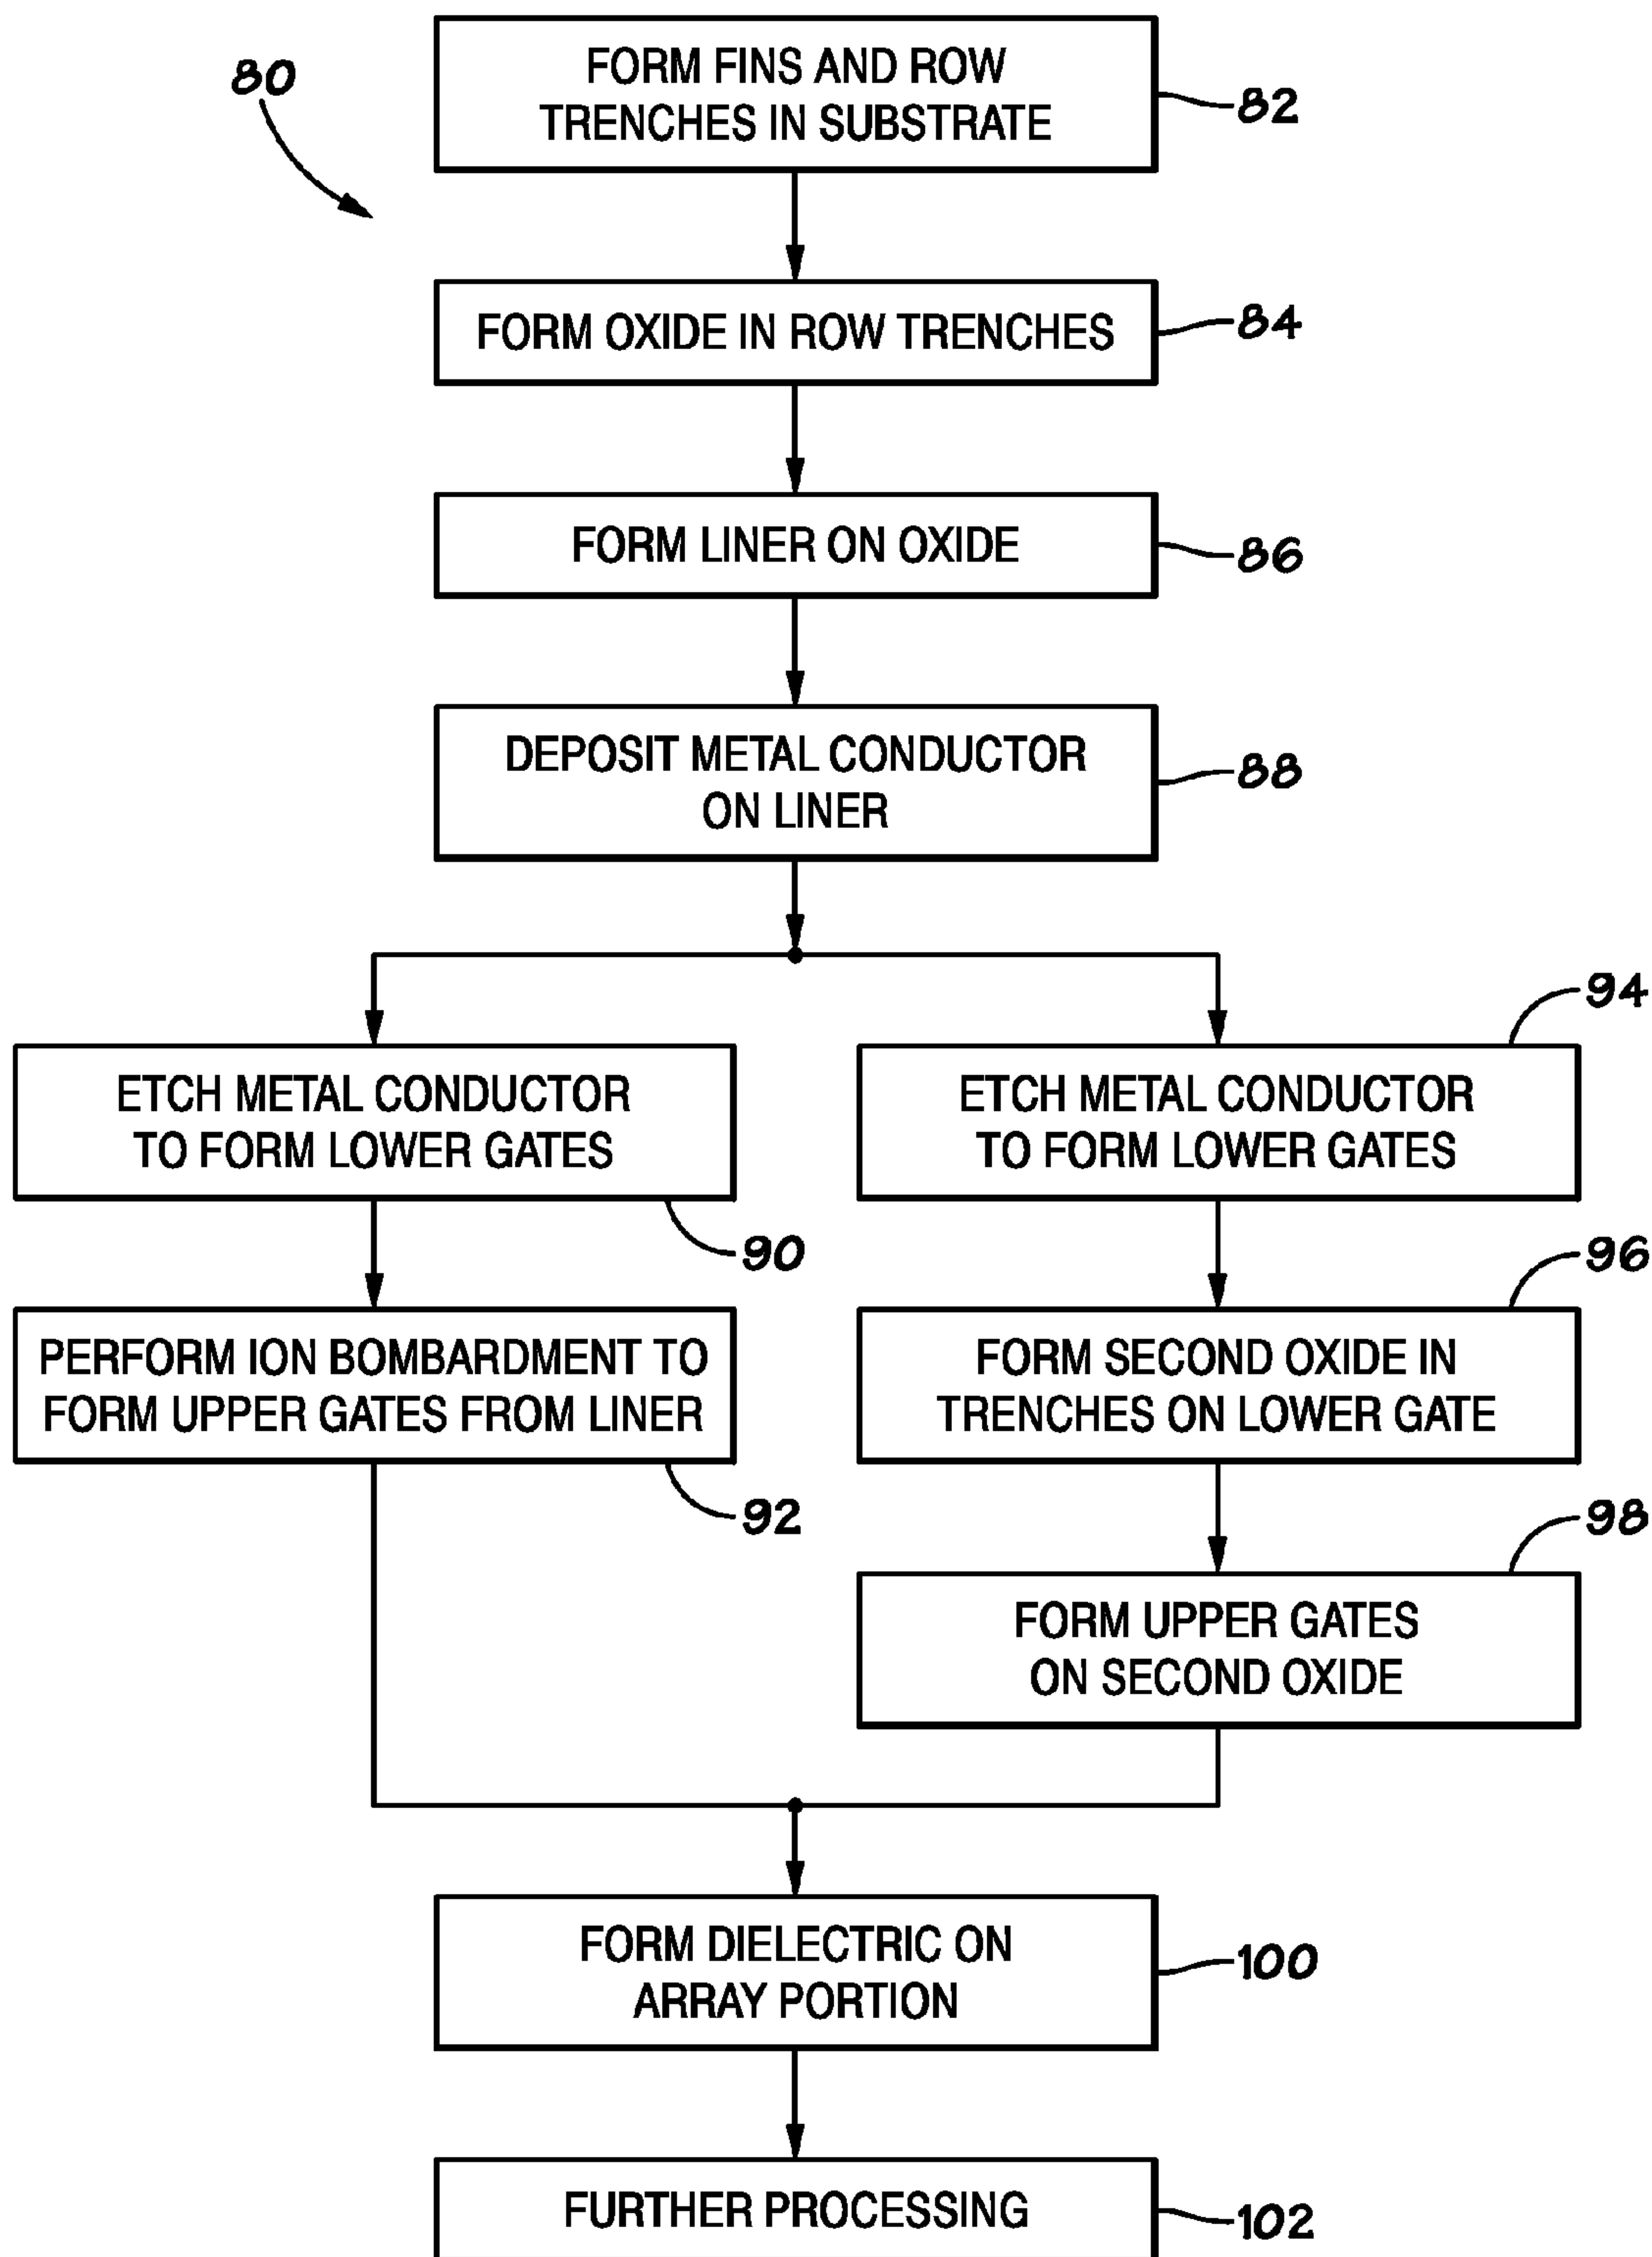 80
FORM FINS AND ROW
TRENCHES IN SUBSTRATE
82
FORM OXIDE IN ROW TRENCHES
84
FORM LINER ON OXIDE
86
DEPOSIT METAL CONDUCTOR
ON LINER
88
ETCH METAL CONDUCTOR
TO FORM LOWER GATES
90
PERFORM ION BOMBARDMENT TO
FORM UPPER GATES FROM LINER
92
94
ETCH METAL CONDUCTOR
TO FORM LOWER GATES
96
FORM SECOND OXIDE IN
TRENCHES ON LOWER GATE
98
FORM UPPER GATES
ON SECOND OXIDE
FORM DIELECTRIC ON
ARRAY PORTION
100
FURTHER PROCESSING
102